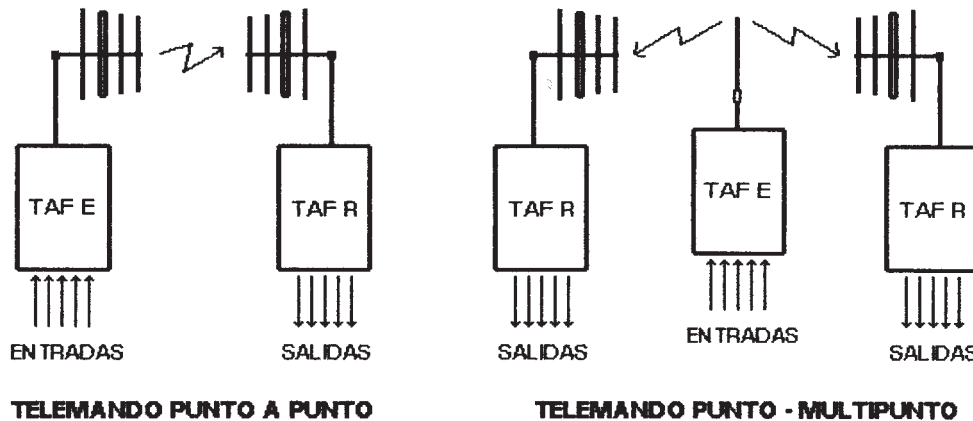 TAF E
TAF R
ENTRADAS
SALIDAS
TELEMANDO PUNTO A PUNTO
TAF R
TAF E
TAF R
SALIDAS
ENTRADAS
SALIDAS
TELEMANDO PUNTO - MULTIPUNTO